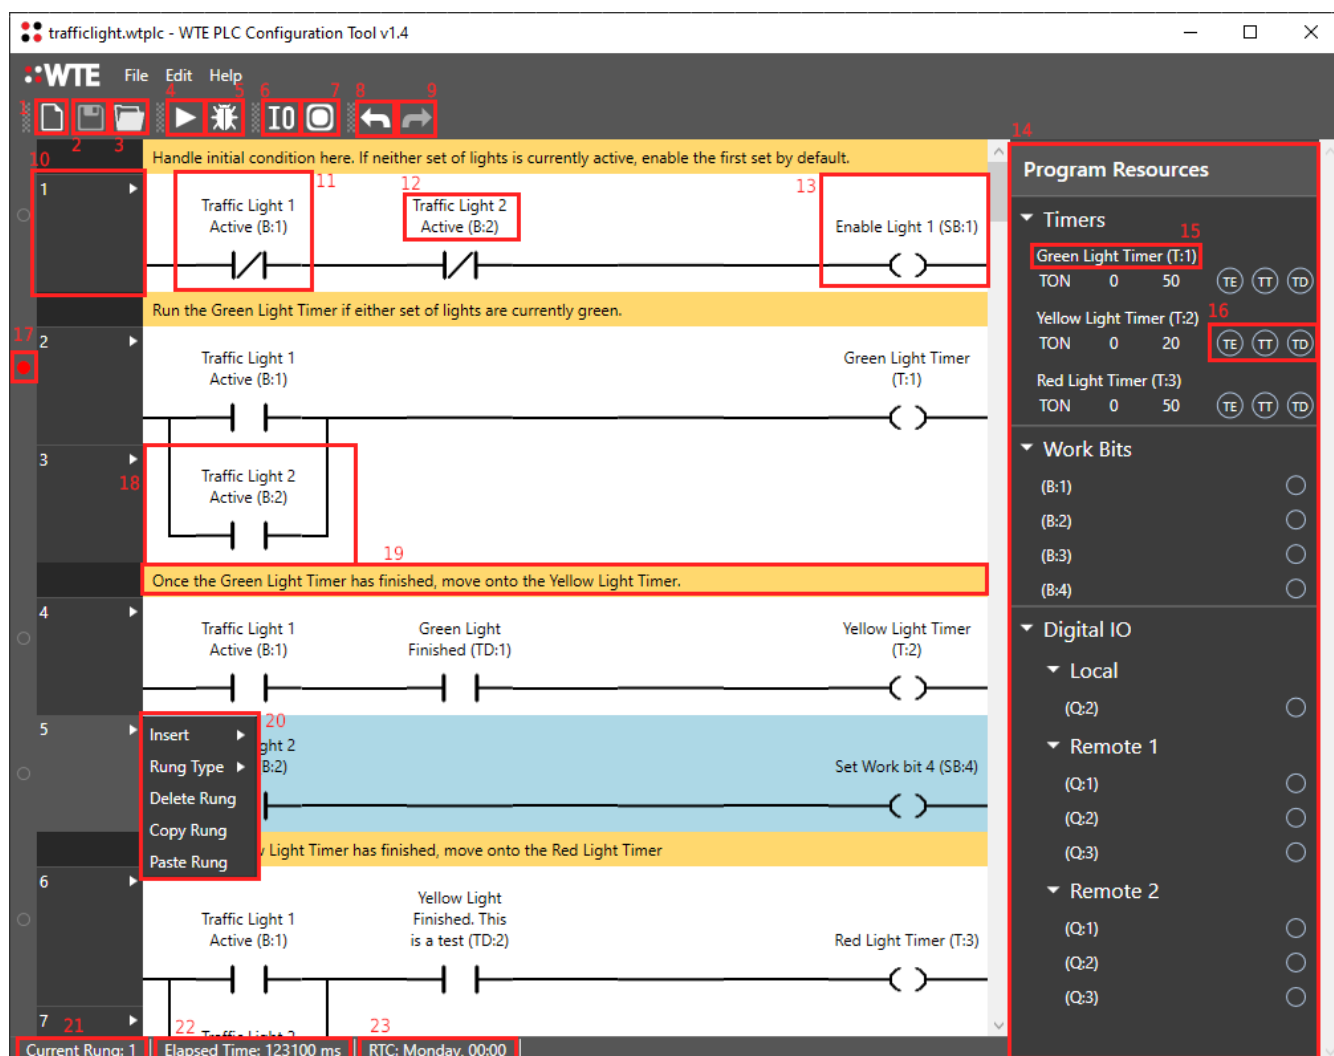 trafficlight.wtplc - WTE PLC Configuration Tool v1.4
WTE File Edit Help
1 4 5 6 7 8 9
IO
10 2 3
14
Handle initial condition here. If neither set of lights is currently active, enable the first set by default.
1
11 12 13
Traffic Light 1
Active (B:1)
Traffic Light 2
Active (B:2)
Enable Light 1 (SB:1)
Run the Green Light Timer if either set of lights are currently green.
17
2
Traffic Light 1
Active (B:1)
Green Light Timer
(T:1)
3
18
Traffic Light 2
Active (B:2)
19
Once the Green Light Timer has finished, move onto the Yellow Light Timer.
4
Traffic Light 1
Active (B:1)
Green Light
Finished (TD:1)
Yellow Light Timer
(T:2)
5
20
Insert
Rung Type
Delete Rung
Copy Rung
Paste Rung
ght 2
B:2)
Set Work bit 4 (SB:4)
Light Timer has finished, move onto the Red Light Timer
6
Traffic Light 1
Active (B:1)
Yellow Light
Finished. This
is a test (TD:2)
Red Light Timer (T:3)
7
Traffic Light 2
21 22 23
Current Rung: 1 Elapsed Time: 123100 ms RTC: Monday, 00:00
Program Resources
Timers
15
Green Light Timer (T:1)
TON 0 50 TE TT TD
16
Yellow Light Timer (T:2)
TON 0 20 TE TT TD
Red Light Timer (T:3)
TON 0 50 TE TT TD
Work Bits
(B:1)
(B:2)
(B:3)
(B:4)
Digital IO
Local
(Q:2)
Remote 1
(Q:1)
(Q:2)
(Q:3)
Remote 2
(Q:1)
(Q:2)
(Q:3)